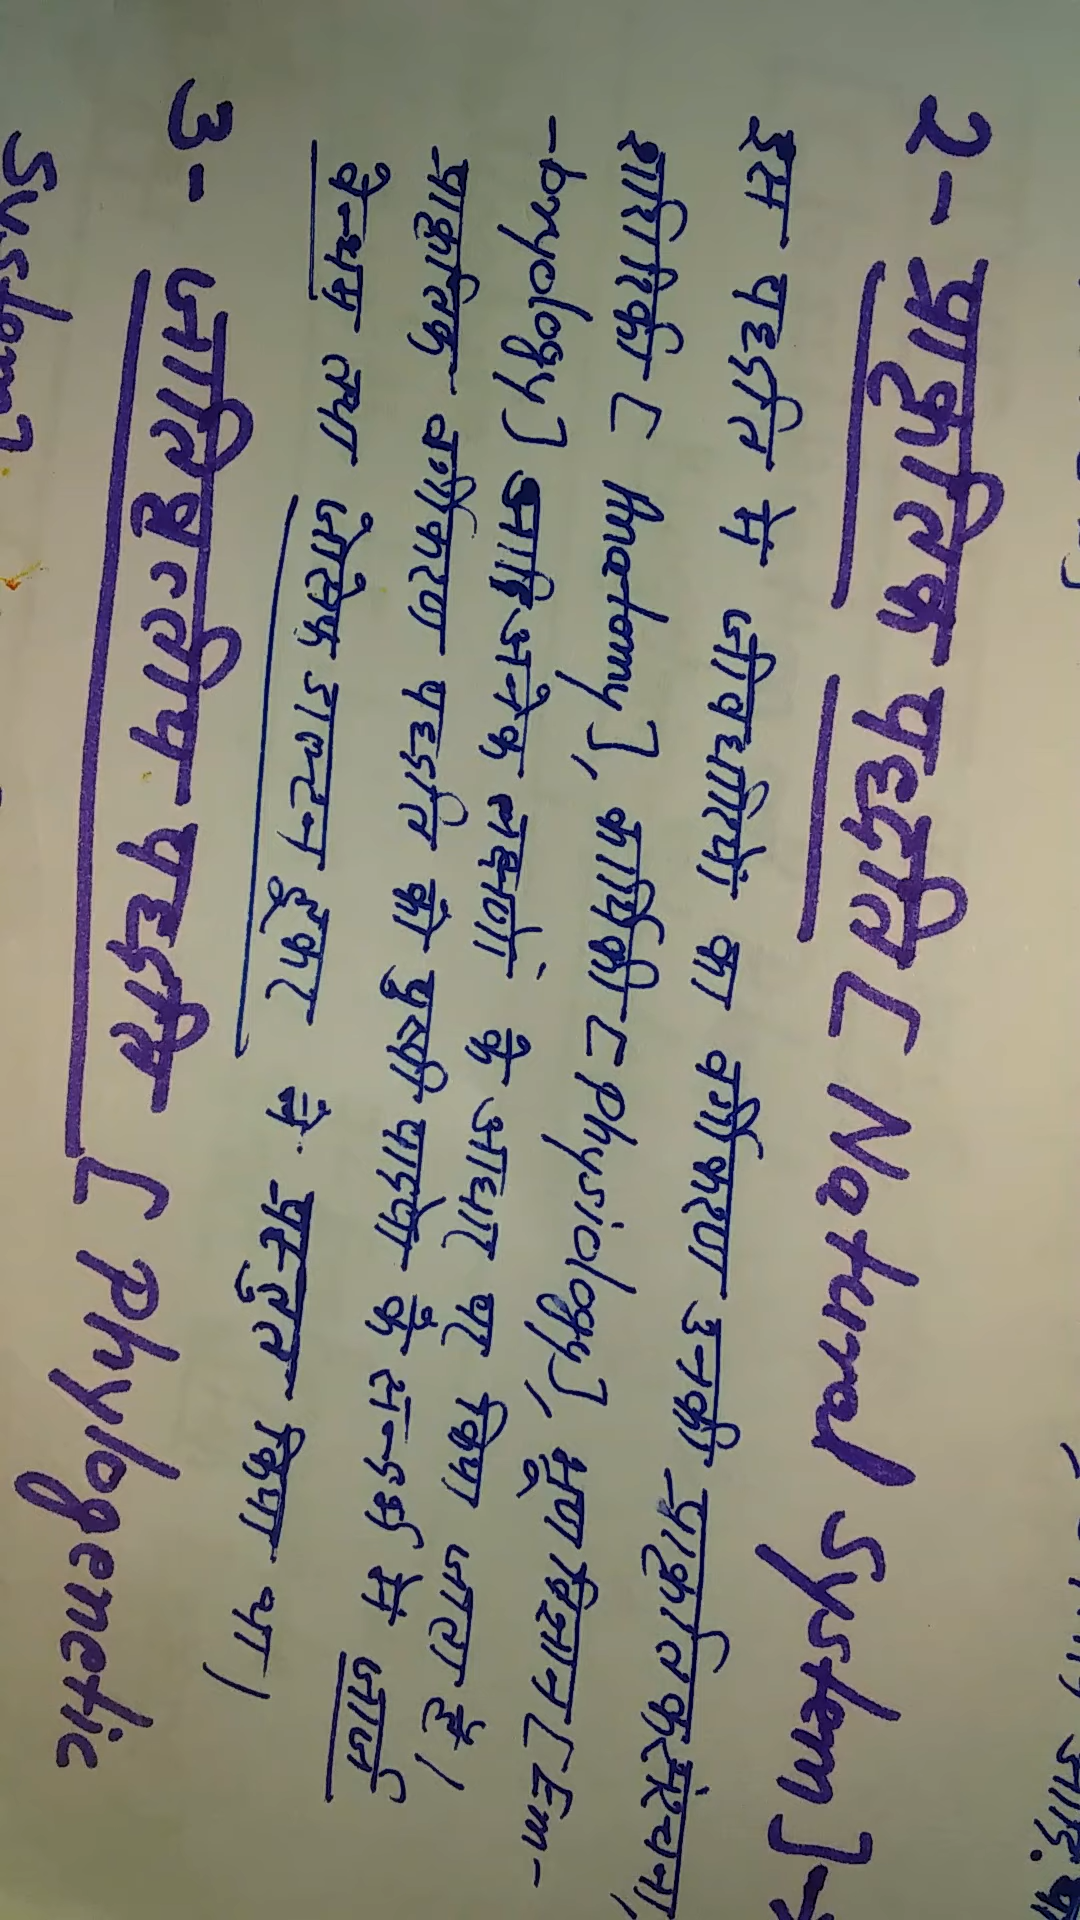 2- प्राकृतिक पद्धति [ Natural System ]→
इस पद्धति में जीवधारियों का वर्गीकरण उनकी प्राकृतिक संरचना,
शारीरिकी [ Anatomy ], कार्यिकी [ Physiology ], भ्रूण विज्ञान [ Em-
-bryology ] आदि अनेक लक्षणों के आधार पर किया जाता है।
प्राकृतिक वर्गीकरण पद्धति को पुष्पी पादपों के सन्दर्भ में जार्ज
बेन्थम तथा जोसेफ डाल्टन हूकर ने प्रस्तुत किया था।
3- जातिवृत्तीय पद्धति [ Phylogenetic
System ]